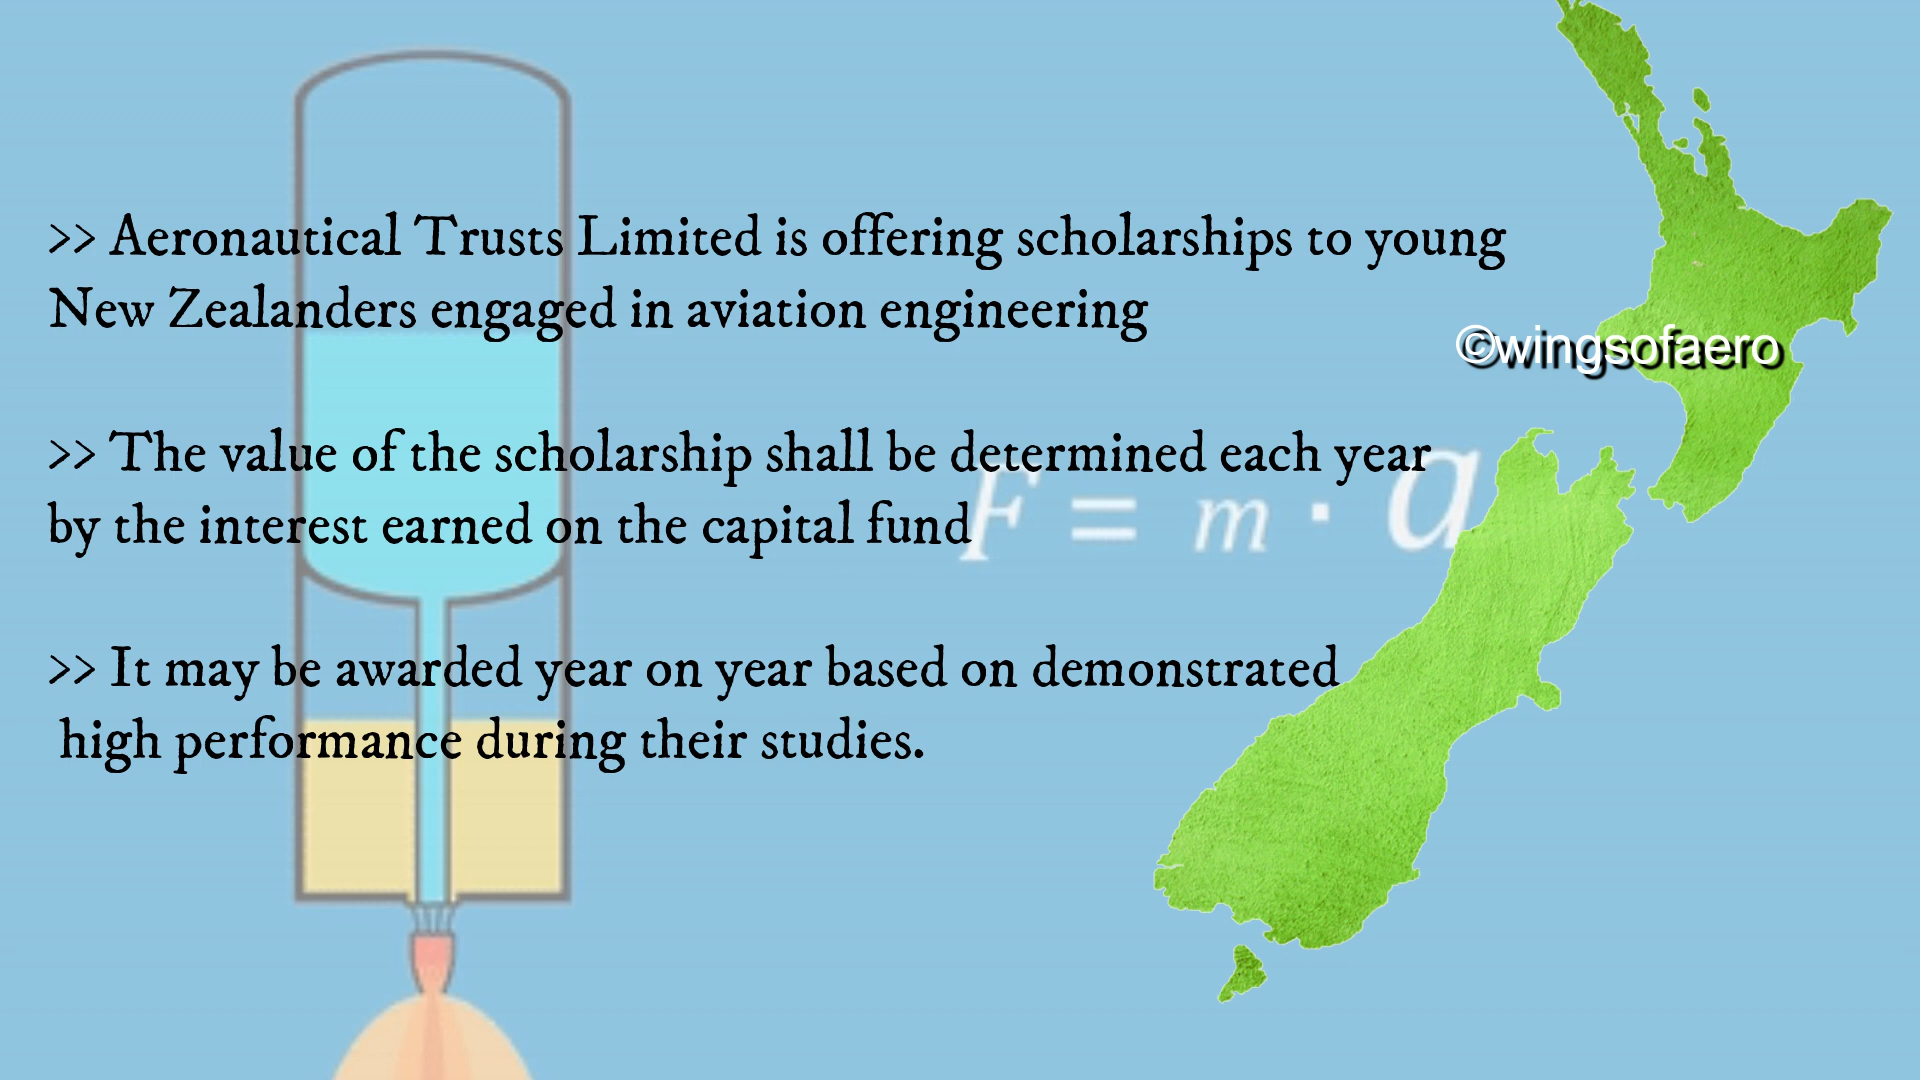 >> Aeronautical Trusts Limited is offering scholarships to young
New Zealanders engaged in aviation engineering
©wingsofaero
>> The value of the scholarship shall be determined each year
by the interest earned on the capital fund
F = m · a
>> It may be awarded year on year based on demonstrated
high performance during their studies.